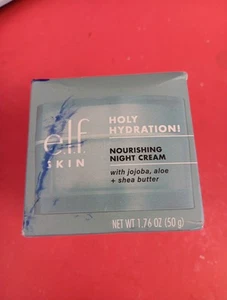 e.l.f.
SKIN
HOLY
HYDRATION!
NOURISHING
NIGHT CREAM
with jojoba, aloe
+ shea butter
NET WT 1.76 OZ (50 g)